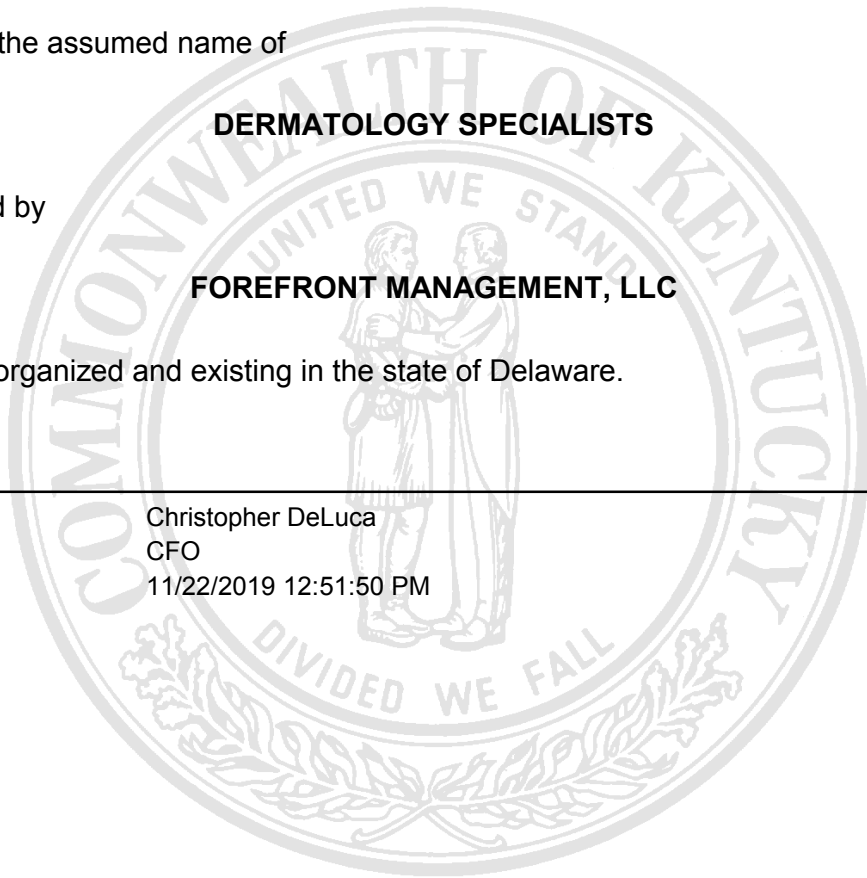 the assumed name of
DERMATOLOGY SPECIALISTS
d by
FOREFRONT MANAGEMENT, LLC
organized and existing in the state of Delaware.
Christopher DeLuca
CFO
11/22/2019 12:51:50 PM
COMMONWEALTH OF KENTUCKY
UNITED WE STAND
DIVIDED WE FALL